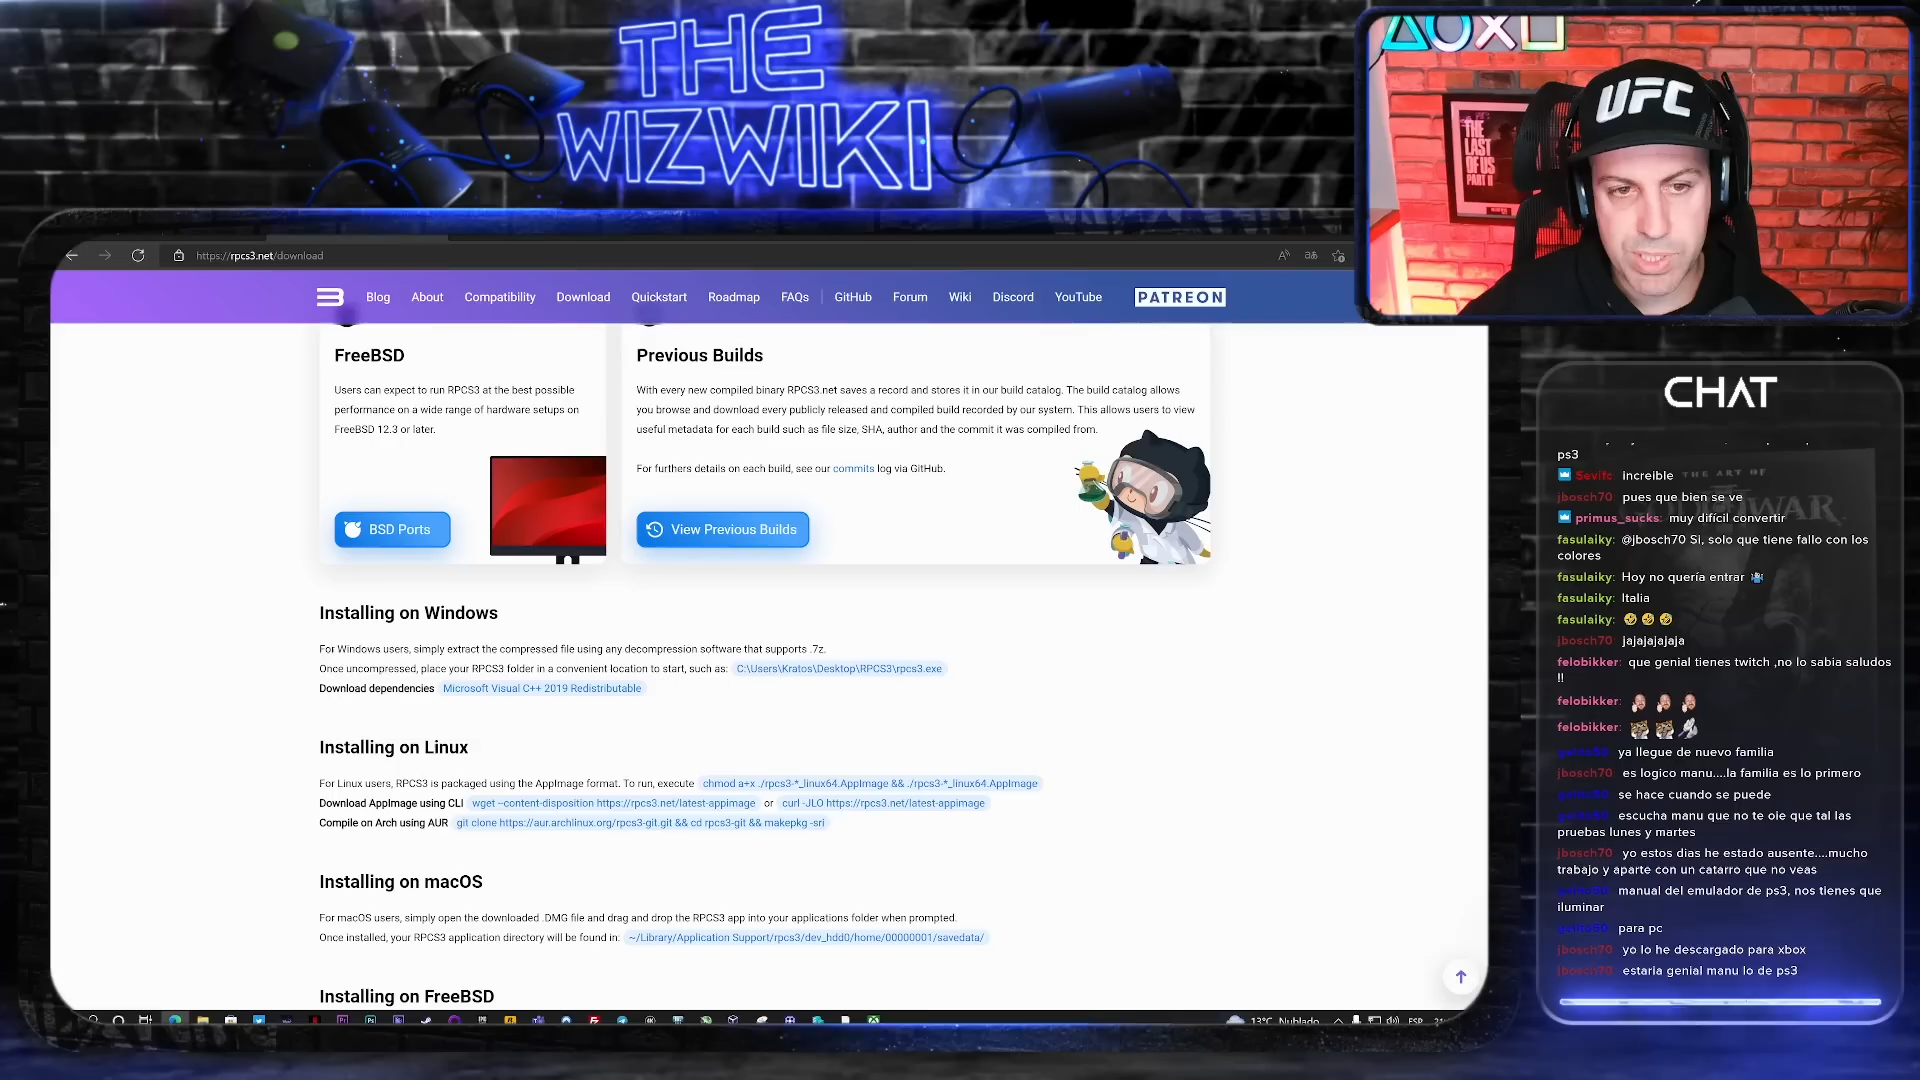 THE
WIZWIKI
UFC
THE
LAST
OF US
PART II
https://rpcs3.net/download
Blog
About
Compatibility
Download
Quickstart
Roadmap
FAQs
GitHub
Forum
Wiki
Discord
YouTube
PATREON
FreeBSD
Users can expect to run RPCS3 at the best possible
performance on a wide range of hardware setups on
FreeBSD 12.3 or later.
BSD Ports
Previous Builds
With every new compiled binary RPCS3.net saves a record and stores it in our build catalog. The build catalog allows
you browse and download every publicly released and compiled build recorded by our system. This allows users to view
useful metadata for each build such as file size, SHA, author and the commit it was compiled from.
For furthers details on each build, see our commits log via GitHub.
View Previous Builds
Installing on Windows
For Windows users, simply extract the compressed file using any decompression software that supports .7z.
Once uncompressed, place your RPCS3 folder in a convenient location to start, such as: C:\Users\Kratos\Desktop\RPCS3\rpcs3.exe
Download dependencies Microsoft Visual C++ 2019 Redistributable
Installing on Linux
For Linux users, RPCS3 is packaged using the AppImage format. To run, execute chmod a+x ./rpcs3-*_linux64.AppImage && ./rpcs3-*_linux64.AppImage
Download AppImage using CLI wget --content-disposition https://rpcs3.net/latest-appimage or curl -JLO https://rpcs3.net/latest-appimage
Compile on Arch using AUR git clone https://aur.archlinux.org/rpcs3-git.git && cd rpcs3-git && makepkg -sri
Installing on macOS
For macOS users, simply open the downloaded .DMG file and drag and drop the RPCS3 app into your applications folder when prompted.
Once installed, your RPCS3 application directory will be found in: ~/Library/Application Support/rpcs3/dev_hdd0/home/00000001/savedata/
Installing on FreeBSD
13°C Nublado
ESP
CHAT
THE ART OF
ps3
Sevifc increible
jbosch70 pues que bien se ve
primus_sucks: muy difícil convertir
fasulaiky: @jbosch70 Si, solo que tiene fallo con los
colores
fasulaiky: Hoy no quería entrar
fasulaiky: Italia
fasulaiky:
jbosch70 jajajajajaja
felobikker: que genial tienes twitch ,no lo sabia saludos
!!
felobikker:
felobikker:
ya llegue de nuevo familia
jbosch70 es logico manu....la familia es lo primero
se hace cuando se puede
escucha manu que no te oie que tal las
pruebas lunes y martes
jbosch70 yo estos dias he estado ausente....mucho
trabajo y aparte con un catarro que no veas
manual del emulador de ps3, nos tienes que
iluminar
para pc
jbosch70 yo lo he descargado para xbox
jbosch70 estaria genial manu lo de ps3